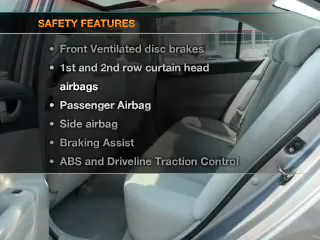 SAFETY FEATURES
• Front Ventilated disc brakes
• 1st and 2nd row curtain head
airbags
• Passenger Airbag
• Side airbag
• Braking Assist
• ABS and Driveline Traction Control